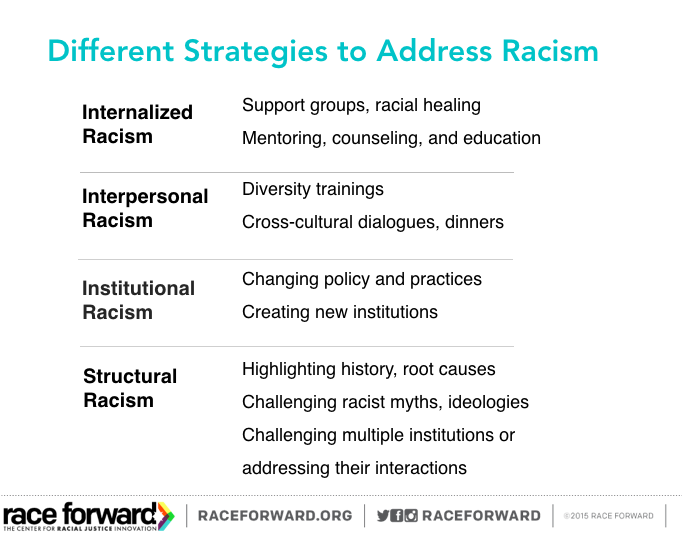 Different Strategies to Address Racism
Internalized
Racism
Support groups, racial healing
Mentoring, counseling, and education
Interpersonal
Racism
Diversity trainings
Cross-cultural dialogues, dinners
Institutional
Racism
Changing policy and practices
Creating new institutions
Structural
Racism
Highlighting history, root causes
Challenging racist myths, ideologies
Challenging multiple institutions or
addressing their interactions
race forward
THE CENTER FOR RACIAL JUSTICE INNOVATION
RACEFORWARD.ORG
RACEFORWARD
©2015 RACE FORWARD